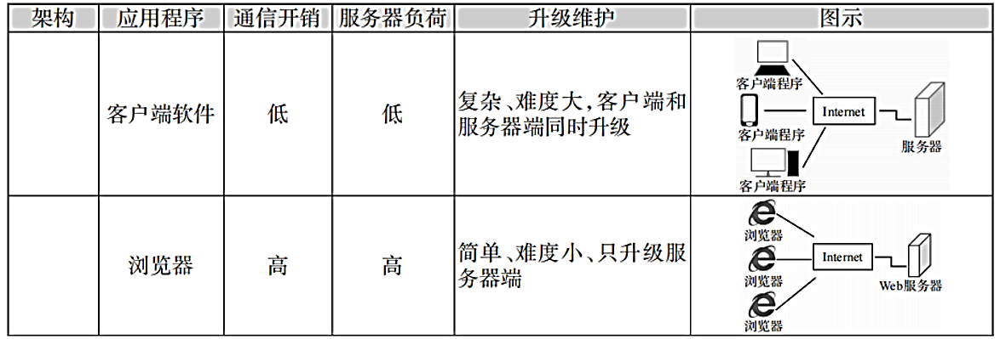 架构 应用程序 通信开销 服务器负荷 升级维护 图示
客户端软件 低 低 复杂、难度大,客户端和
服务器端同时升级
客户端程序
客户端程序
客户端程序
Internet
服务器
浏览器 高 高 简单、难度小、只升级服
务器端
浏览器
浏览器
浏览器
Internet
Web服务器